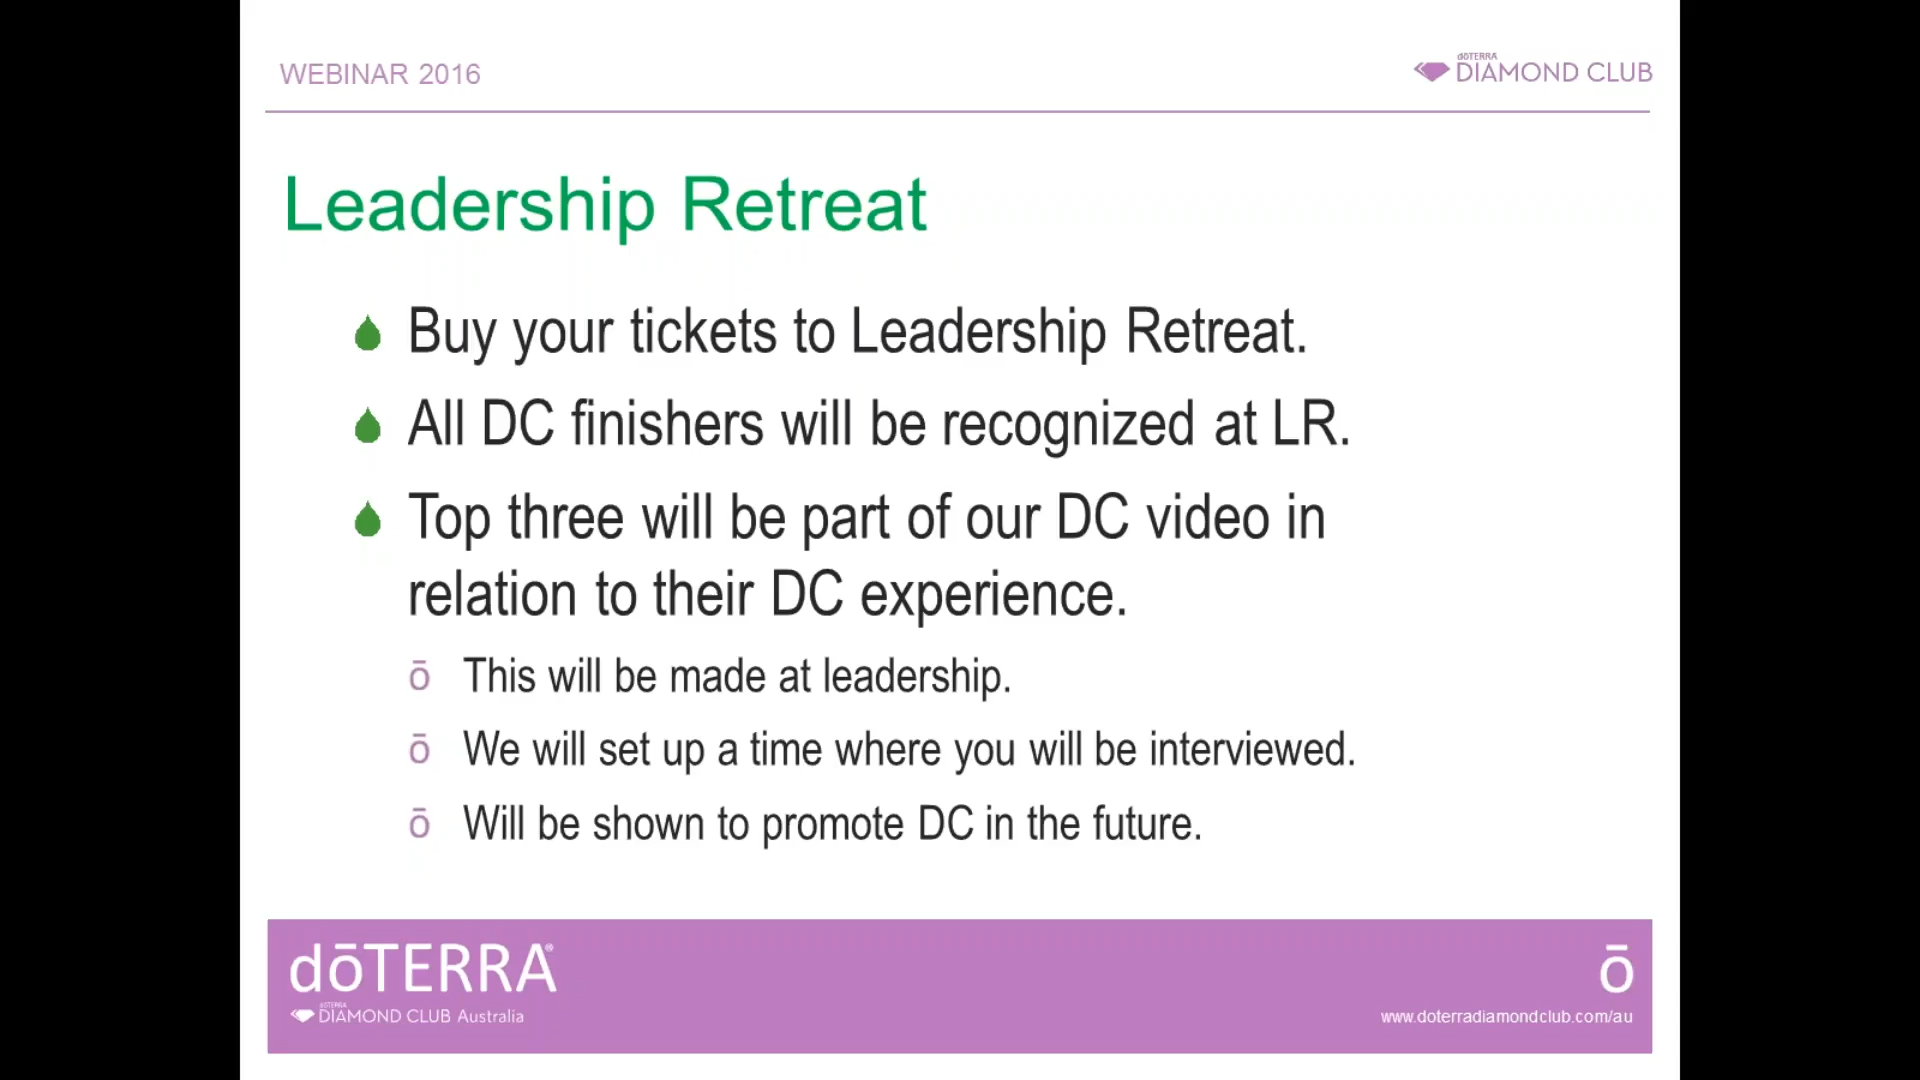 WEBINAR 2016
dōTERRA
DIAMOND CLUB
Leadership Retreat
Buy your tickets to Leadership Retreat.
All DC finishers will be recognized at LR.
Top three will be part of our DC video in
relation to their DC experience.
ō This will be made at leadership.
ō We will set up a time where you will be interviewed.
ō Will be shown to promote DC in the future.
dōTERRA®
dōTERRA
DIAMOND CLUB Australia
ō
www.doterradiamondclub.com/au